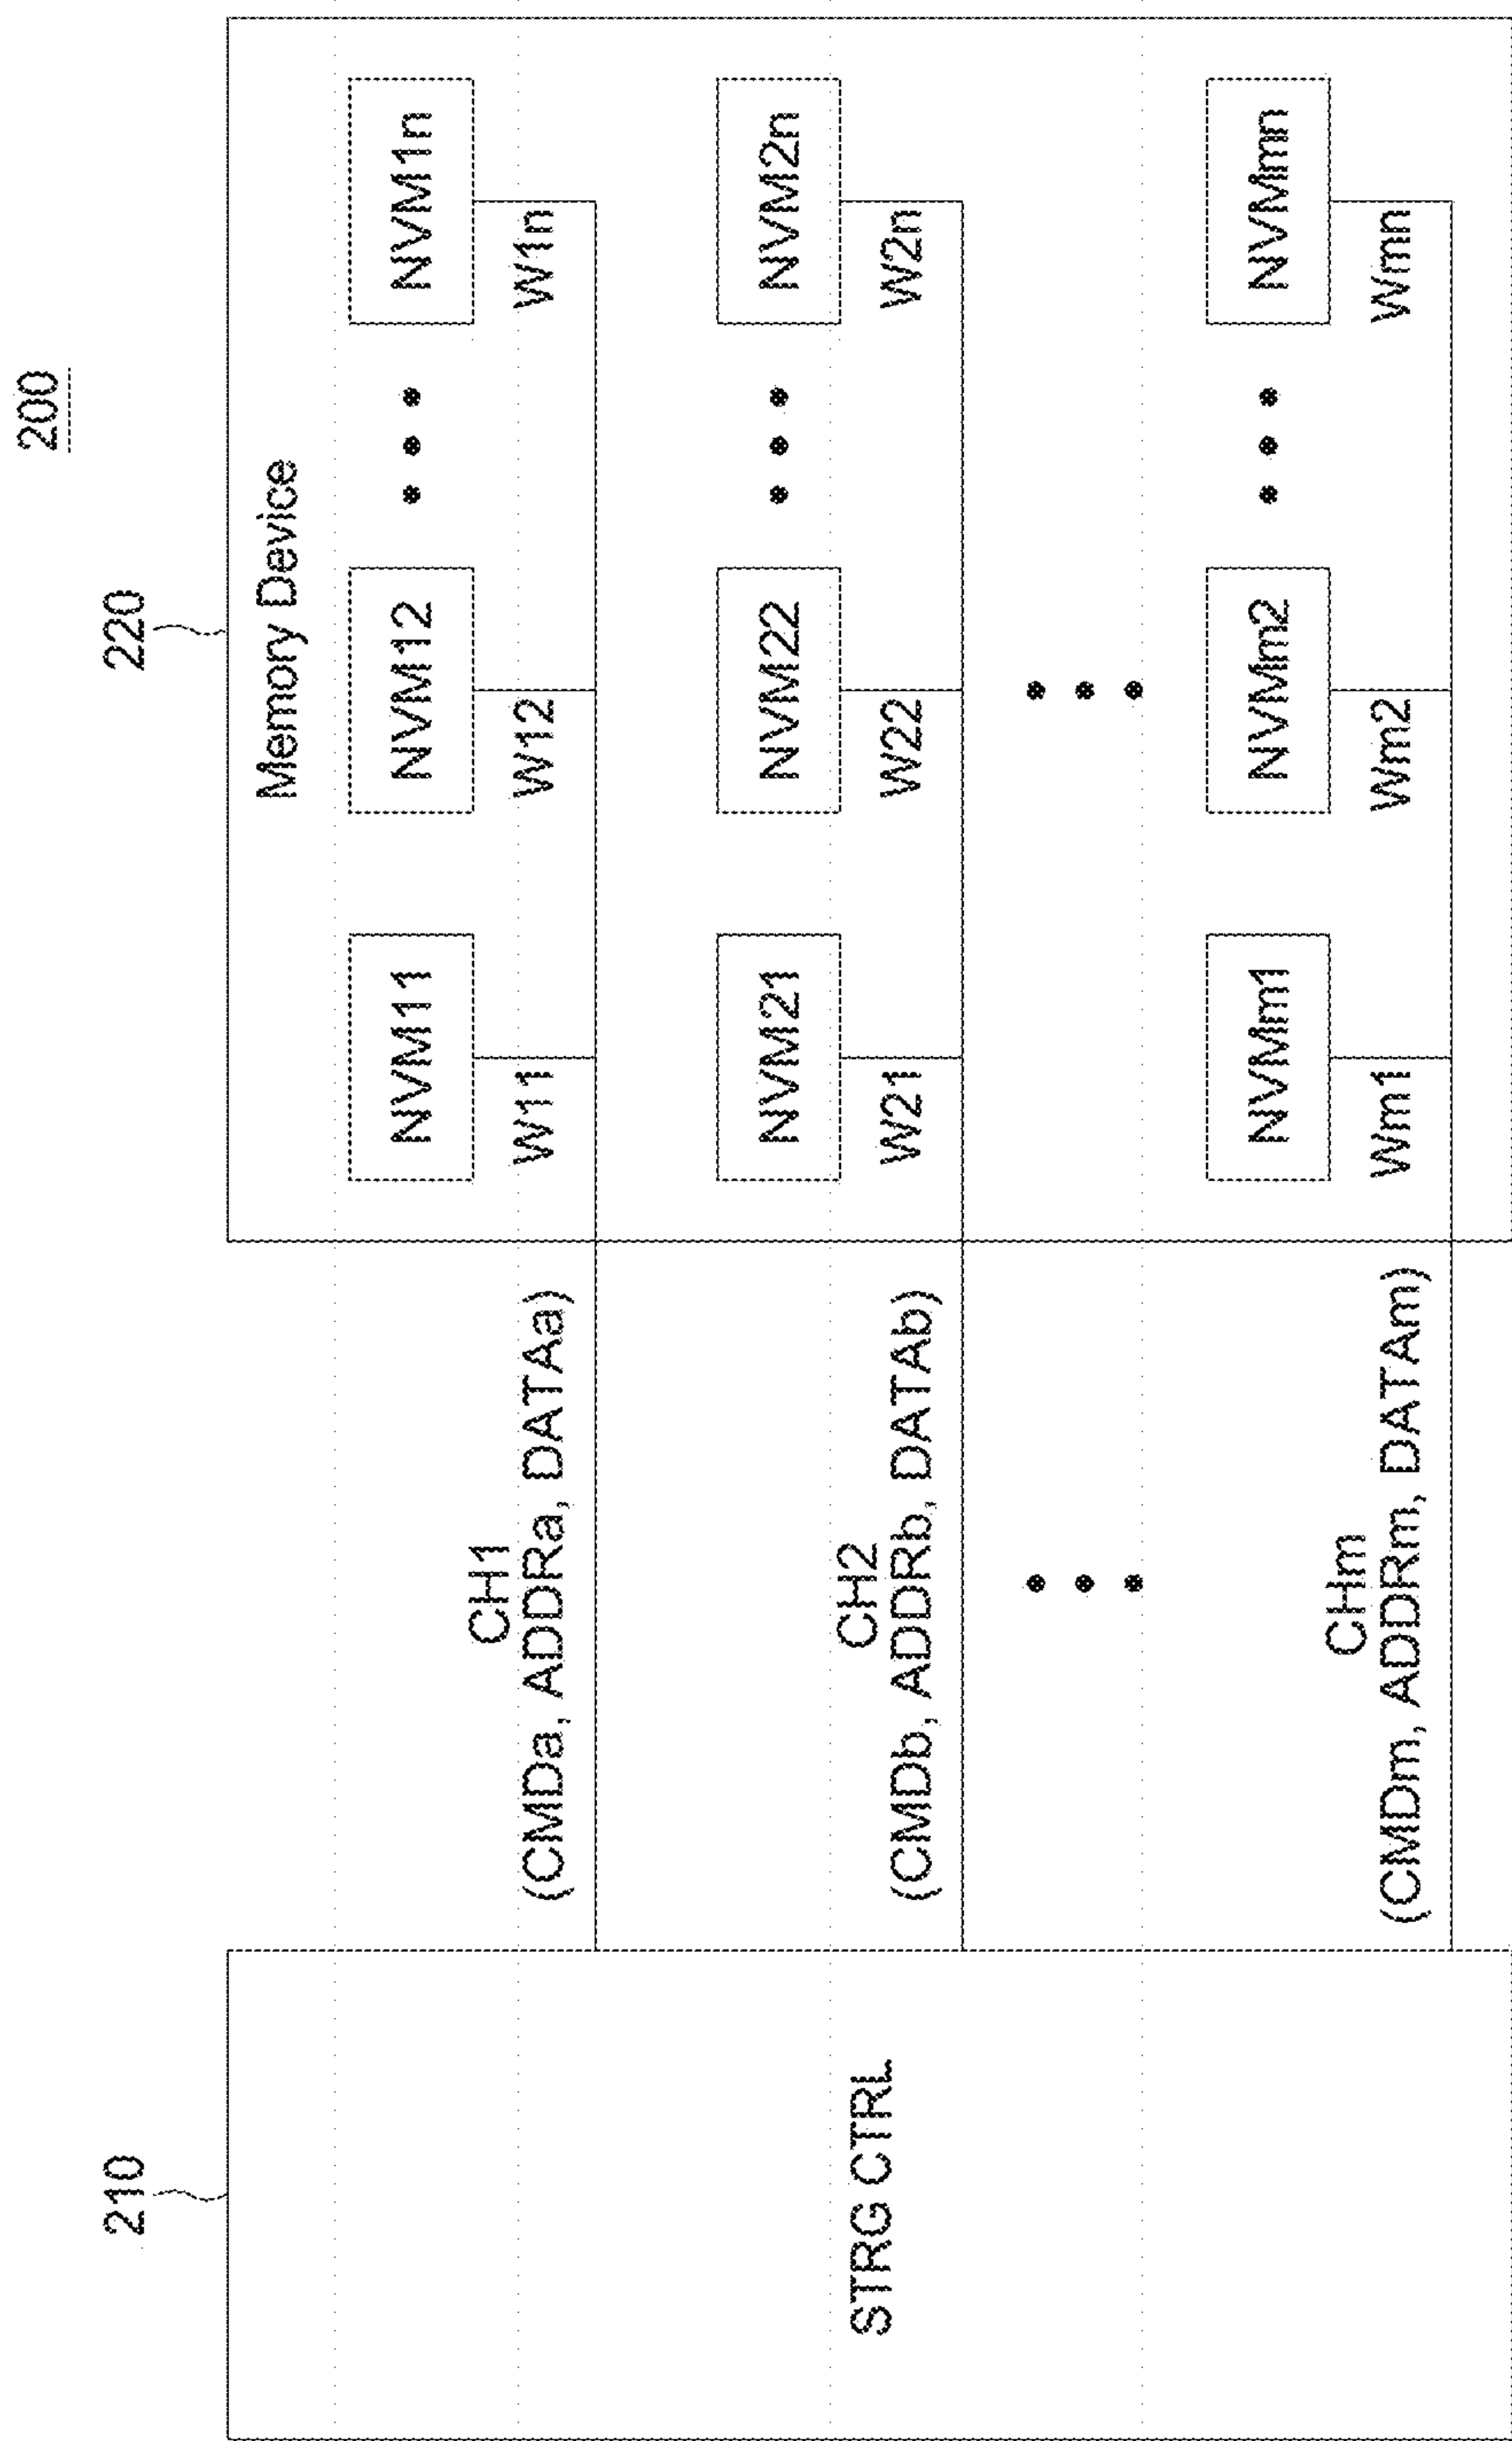 200
210
220
STRG CTRL
Memory Device
CH1
(CMDa, ADDRa, DATAa)
NVM11
NVM12
NVM1n
W11
W12
W1n
CH2
(CMDb, ADDRb, DATAb)
NVM21
NVM22
NVM2n
W21
W22
W2n
CHm
(CMDm, ADDRm, DATAm)
NVMm1
NVMm2
NVMmn
Wm1
Wm2
Wmn